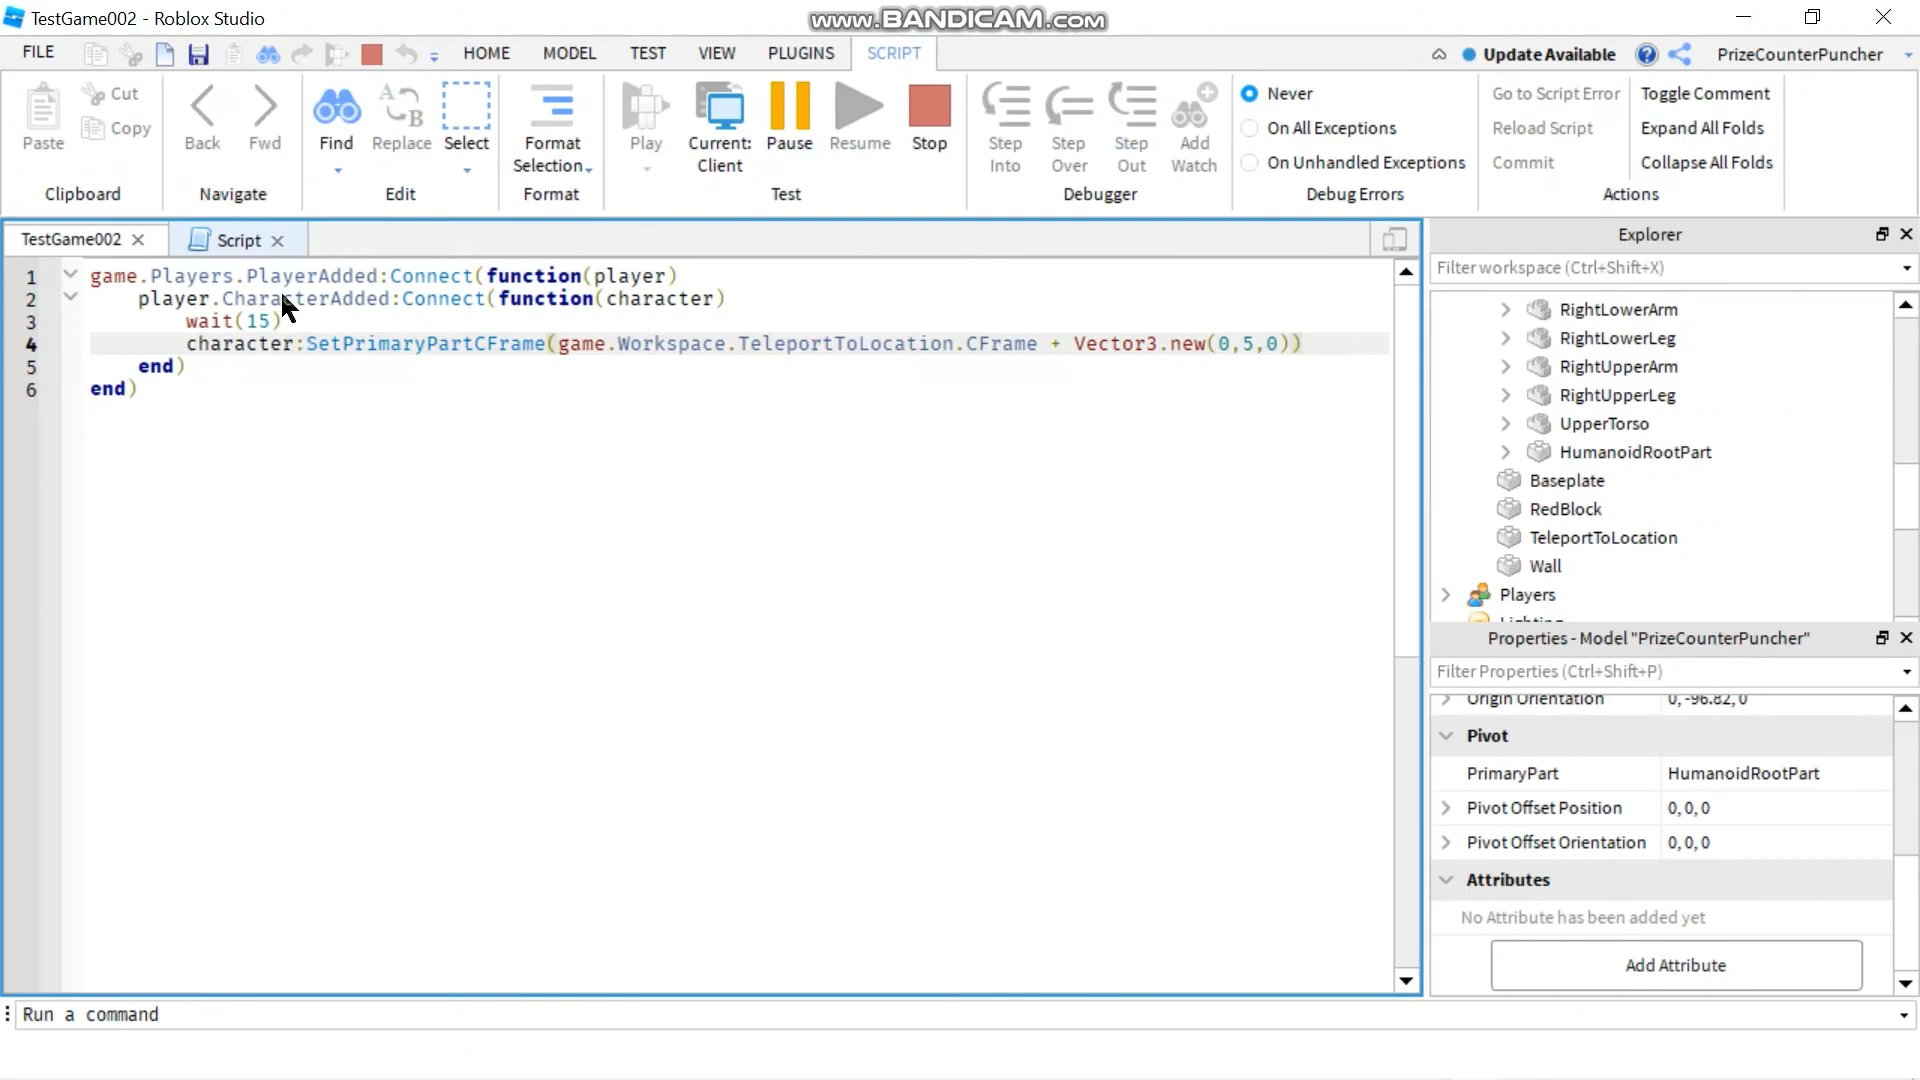 TestGame002 - Roblox Studio
www.BANDICAM.com
FILE
HOME
MODEL
TEST
VIEW
PLUGINS
SCRIPT
Update Available
PrizeCounterPuncher
Paste
Cut
Copy
Clipboard
Back
Fwd
Navigate
Find
Replace
Select
Edit
Format
Selection
Format
Play
Current:
Client
Pause
Resume
Stop
Test
Step
Into
Step
Over
Step
Out
Add
Watch
Debugger
Never
On All Exceptions
On Unhandled Exceptions
Debug Errors
Go to Script Error
Reload Script
Commit
Toggle Comment
Expand All Folds
Collapse All Folds
Actions
TestGame002
Script
1 game.Players.PlayerAdded:Connect(function(player)
2 player.CharacterAdded:Connect(function(character)
3 wait(15)
4 character:SetPrimaryPartCFrame(game.Workspace.TeleportToLocation.CFrame + Vector3.new(0,5,0))
5 end)
6 end)
Explorer
Filter workspace (Ctrl+Shift+X)
RightLowerArm
RightLowerLeg
RightUpperArm
RightUpperLeg
UpperTorso
HumanoidRootPart
Baseplate
RedBlock
TeleportToLocation
Wall
Players
Lighting
Properties - Model "PrizeCounterPuncher"
Filter Properties (Ctrl+Shift+P)
Origin Orientation 0, -96.82, 0
Pivot
PrimaryPart HumanoidRootPart
Pivot Offset Position 0, 0, 0
Pivot Offset Orientation 0, 0, 0
Attributes
No Attribute has been added yet
Add Attribute
Run a command